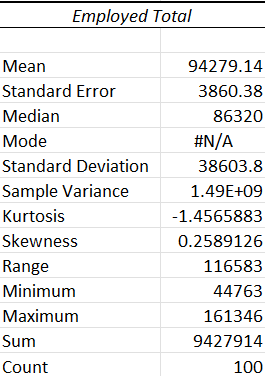 Employed Total
Mean 94279.14
Standard Error 3860.38
Median 86320
Mode #N/A
Standard Deviation 38603.8
Sample Variance 1.49E+09
Kurtosis -1.4565883
Skewness 0.2589126
Range 116583
Minimum 44763
Maximum 161346
Sum 9427914
Count 100